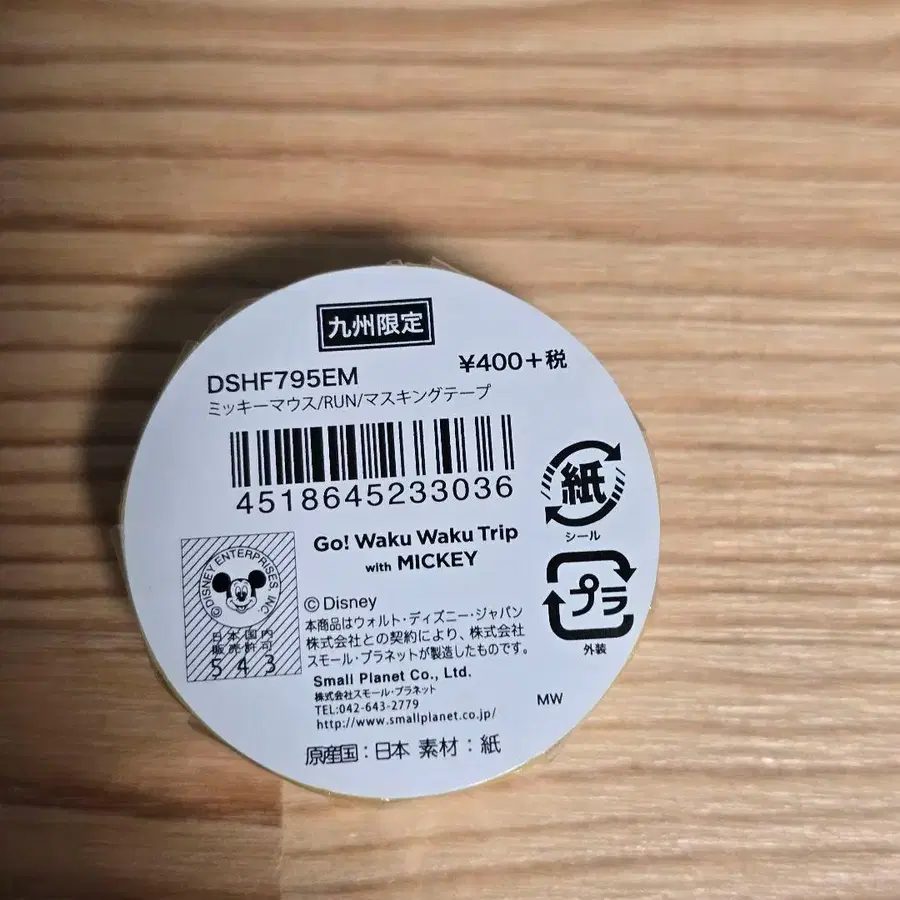 九州限定
¥400+税
DSHF795EM
ミッキーマウス/RUN/マスキングテープ
4518645233036
紙
シール
Go! Waku Waku Trip
with MICKEY
プラ
外装
©DISNEY ENTERPRISES, INC.
日本国内
販売許可
543
©Disney
本商品はウォルト・ディズニー・ジャパン
株式会社との契約により、株式会社
スモール・プラネットが製造したものです。
Small Planet Co., Ltd.
株式会社スモール・プラネット
TEL:042-643-2779
http://www.smallplanet.co.jp/
MW
原産国：日本 素材：紙